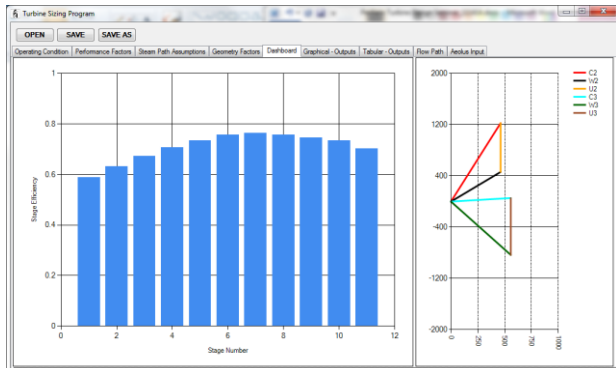 Turbine Sizing Program
OPEN SAVE SAVE AS
Operating Condition Performance Factors Steam Path Assumptions Geometry Factors Dashboard Graphical - Outputs Tabular - Outputs Flow Path Aeolus Input
1
0.8
0.6
0.4
0.2
0
Stage Efficiency
0 2 4 6 8 10 12
Stage Number
2000
1200
400
-400
-1200
-2000
0 250 500 750 1000
C2
W2
U2
C3
W3
U3